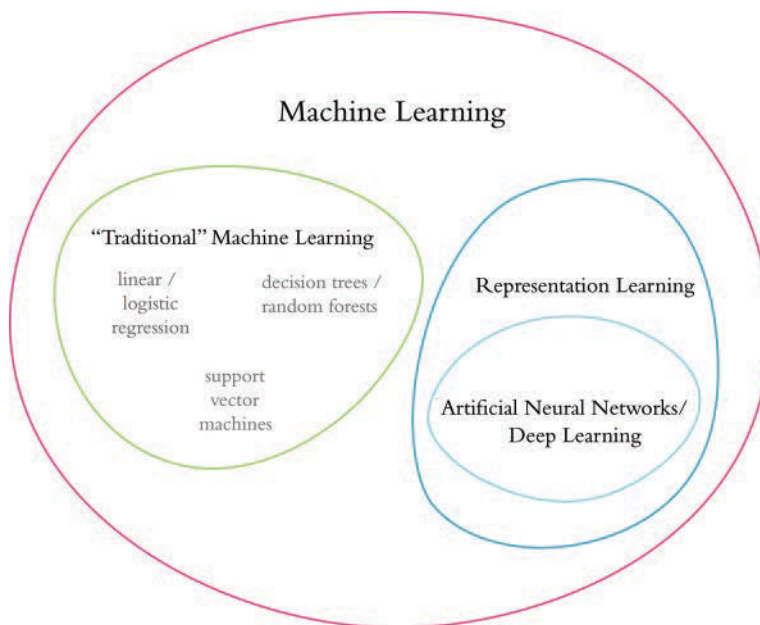 Machine Learning
“Traditional” Machine Learning
linear /
logistic
regression
decision trees /
random forests
support
vector
machines
Representation Learning
Artificial Neural Networks/
Deep Learning